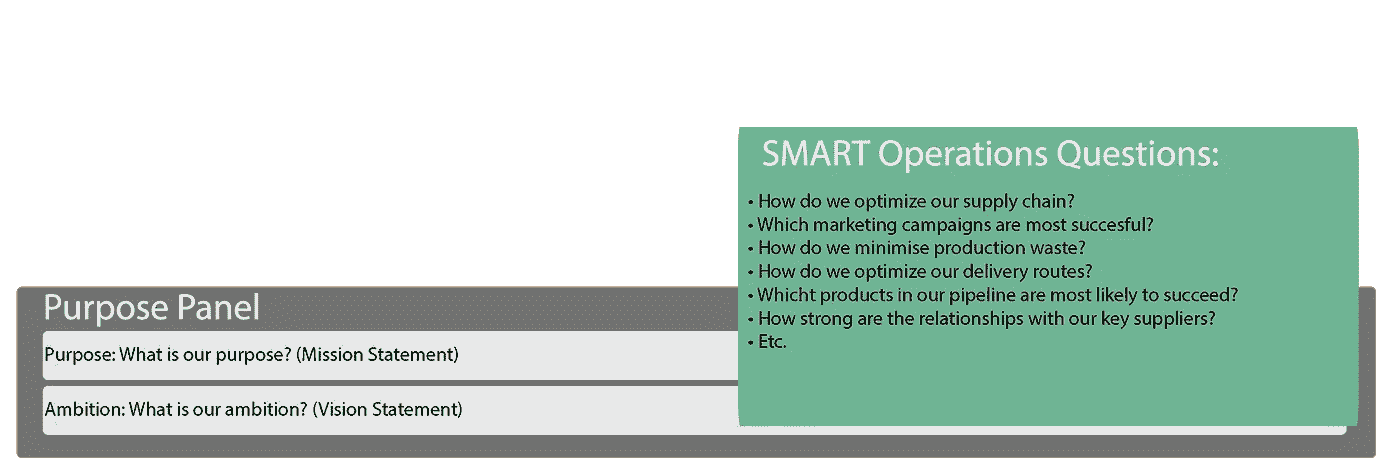 SMART Operations Questions:
• How do we optimize our supply chain?
• Which marketing campaigns are most succesful?
• How do we minimise production waste?
• How do we optimize our delivery routes?
• Whicht products in our pipeline are most likely to succeed?
• How strong are the relationships with our key suppliers?
• Etc.
Purpose Panel
Purpose: What is our purpose? (Mission Statement)
Ambition: What is our ambition? (Vision Statement)